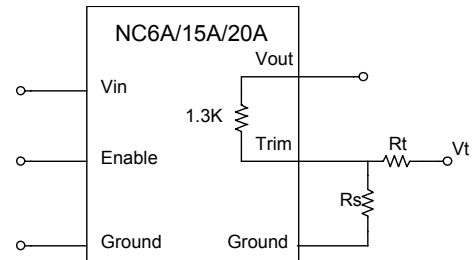 NC6A/15A/20A
Vout
Vin
1.3K
Trim
Rt
Vt
Enable
Rs
Ground
Ground